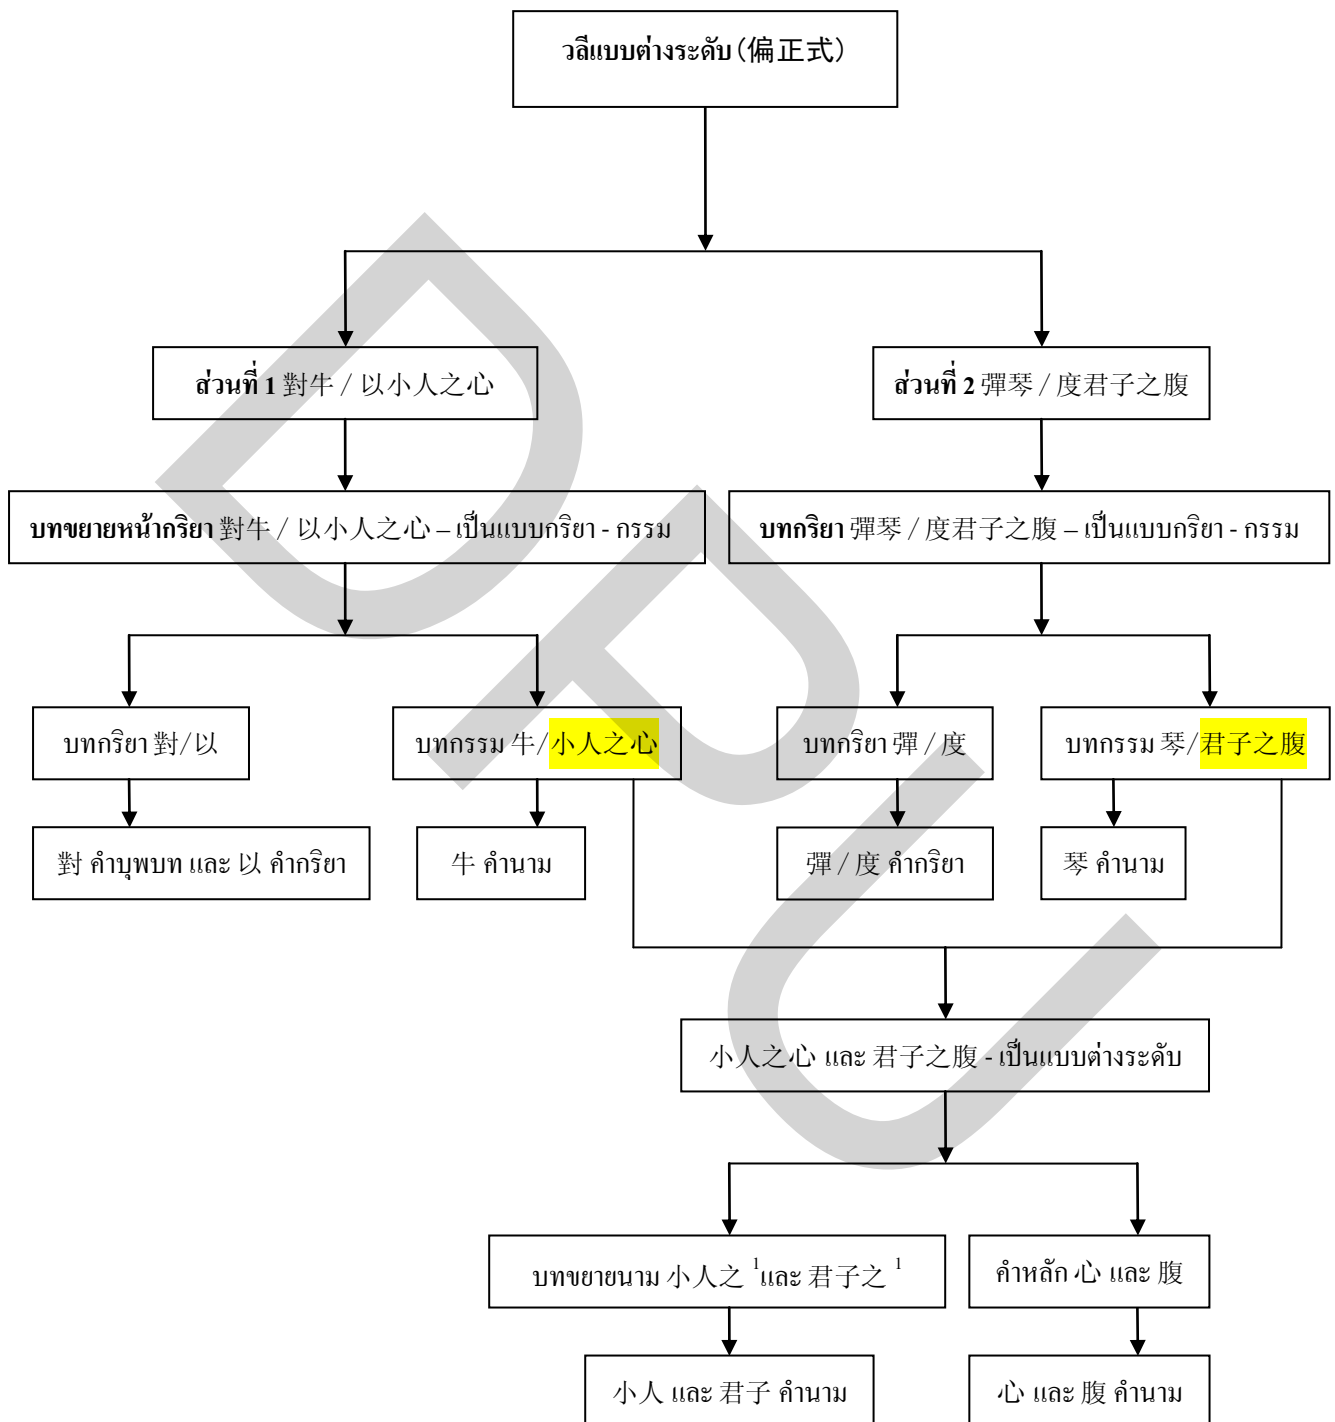 วลีแบบต่างระดับ(偏正式)
ส่วนที่ 1 對牛 / 以小人之心
ส่วนที่ 2 彈琴 / 度君子之腹
บทขยายหน้ากริยา 對牛 / 以小人之心 – เป็นแบบกริยา - กรรม
บทกริยา 彈琴 / 度君子之腹 – เป็นแบบกริยา - กรรม
บทกริยา 對/以
บทกรรม 牛/小人之心
บทกริยา 彈 / 度
บทกรรม 琴/君子之腹
對 คำบุพบท และ 以 คำกริยา
牛 คำนาม
彈 / 度 คำกริยา
琴 คำนาม
小人之心 และ 君子之腹 - เป็นแบบต่างระดับ
บทขยายนาม 小人之 1และ 君子之 1
คำหลัก 心 และ 腹
小人 และ 君子 คำนาม
心 และ 腹 คำนาม
DPU